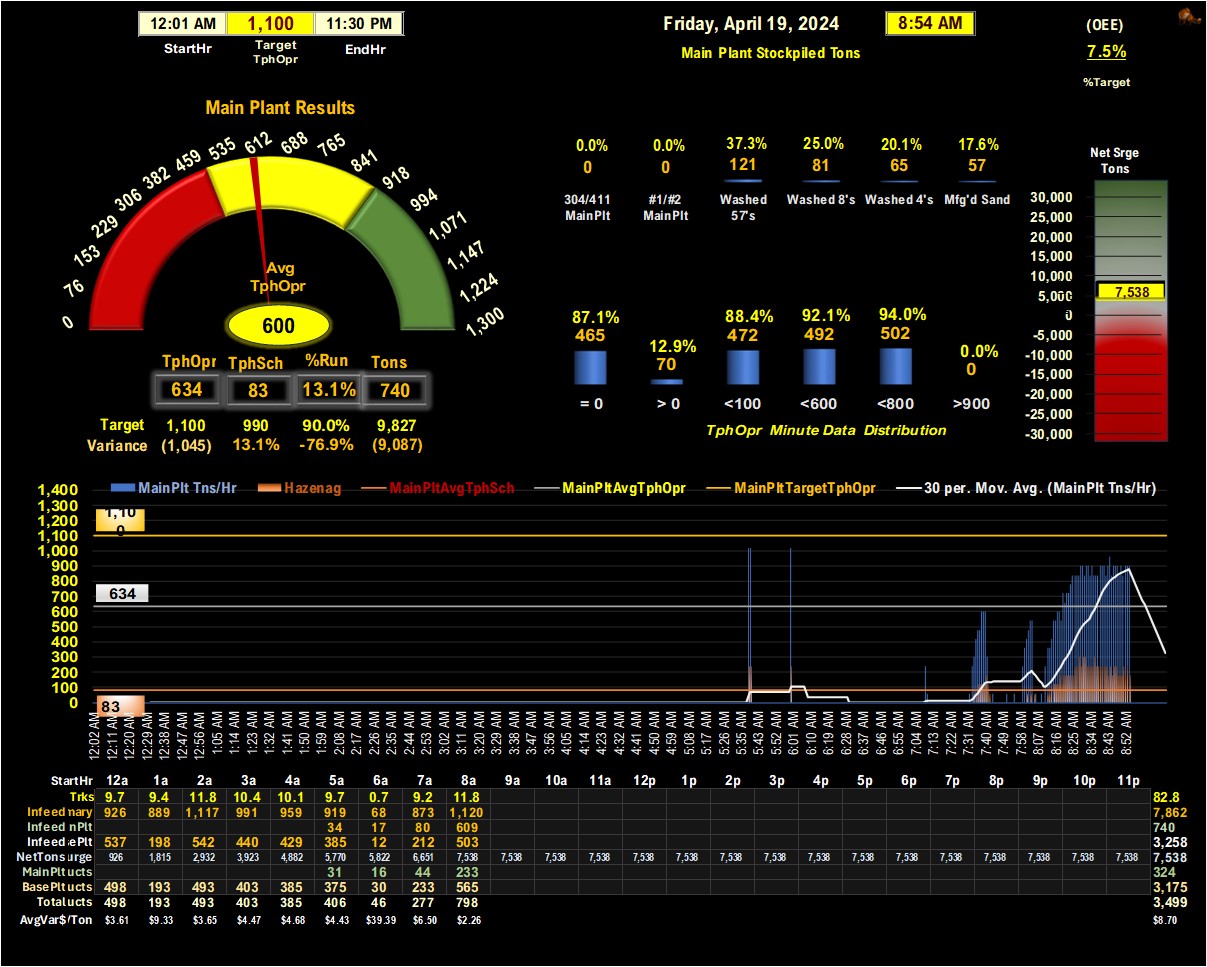 12:01 AM 1,100 11:30 PM
StartHr Target TphOpr EndHr
Friday, April 19, 2024 8:54 AM
Main Plant Stockpiled Tons
(OEE)
7.5%
%Target
Main Plant Results
0 76 153 229 306 382 459 535 612 688 765 841 918 994 1,071 1,147 1,224 1,300
Avg
TphOpr
600
TphOpr TphSch %Run Tons
634 83 13.1% 740
Target 1,100 990 90.0% 9,827
Variance (1,045) 13.1% -76.9% (9,087)
0.0% 0.0% 37.3% 25.0% 20.1% 17.6%
0 0 121 81 65 57
304/411 #1/#2 Washed Washed 8's Washed 4's Mfg'd Sand
MainPlt MainPlt 57's
87.1% 12.9% 88.4% 92.1% 94.0% 0.0%
465 70 472 492 502 0
= 0 > 0 <100 <600 <800 >900
TphOpr Minute Data Distribution
Net Srge
Tons
30,000
25,000
20,000
15,000
10,000
7,538
5,000
0
-5,000
-10,000
-15,000
-20,000
-25,000
-30,000
MainPlt Tns/Hr Hazenag MainPltAvgTphSch MainPltAvgTphOpr MainPltTargetTphOpr 30 per. Mov. Avg. (MainPlt Tns/Hr)
1,400
1,300
1,200
1,100
1,000
900
800
700
600
500
400
300
200
100
0
1,10
0
634
83
12:02 AM 12:11 AM 12:20 AM 12:29 AM 12:38 AM 12:47 AM 12:56 AM 1:05 AM 1:14 AM 1:23 AM 1:32 AM 1:41 AM 1:50 AM 1:59 AM 2:08 AM 2:17 AM 2:26 AM 2:35 AM 2:44 AM 2:53 AM 3:02 AM 3:11 AM 3:20 AM 3:29 AM 3:38 AM 3:47 AM 3:56 AM 4:05 AM 4:14 AM 4:23 AM 4:32 AM 4:41 AM 4:50 AM 4:59 AM 5:08 AM 5:17 AM 5:26 AM 5:35 AM 5:43 AM 5:52 AM 6:01 AM 6:10 AM 6:19 AM 6:28 AM 6:37 AM 6:46 AM 6:55 AM 7:04 AM 7:13 AM 7:22 AM 7:31 AM 7:40 AM 7:49 AM 7:58 AM 8:07 AM 8:16 AM 8:25 AM 8:34 AM 8:43 AM 8:52 AM
StartHr 12a 1a 2a 3a 4a 5a 6a 7a 8a 9a 10a 11a 12p 1p 2p 3p 4p 5p 6p 7p 8p 9p 10p 11p
Trks 9.7 9.4 11.8 10.4 10.1 9.7 0.7 9.2 11.8 82.8
Infeed mary 926 889 1,117 991 959 919 68 873 1,120 7,862
Infeed nPlt 34 17 80 609 740
Infeed ePlt 537 198 542 440 429 385 12 212 503 3,258
NetTons urge 926 1,815 2,932 3,923 4,882 5,770 5,822 6,651 7,538 7,538 7,538 7,538 7,538 7,538 7,538 7,538 7,538 7,538 7,538 7,538 7,538 7,538 7,538 7,538 7,538
MainPlt ucts 31 16 44 233 324
BasePlt ucts 498 193 493 403 385 375 30 233 565 3,175
Total ucts 498 193 493 403 385 406 46 277 798 3,499
AvgVar$/Ton $3.61 $9.33 $3.65 $4.47 $4.68 $4.43 $39.39 $6.50 $2.26 $8.70